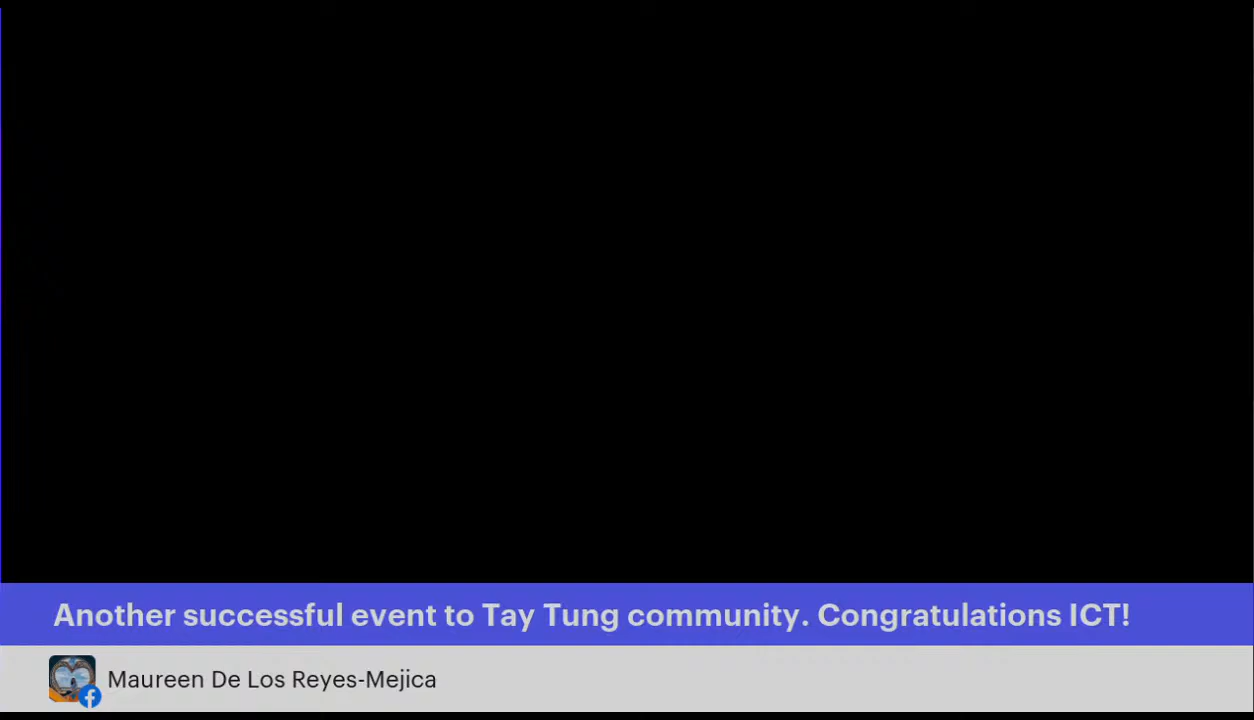 Another successful event to Tay Tung community. Congratulations ICT!
Maureen De Los Reyes-Mejica